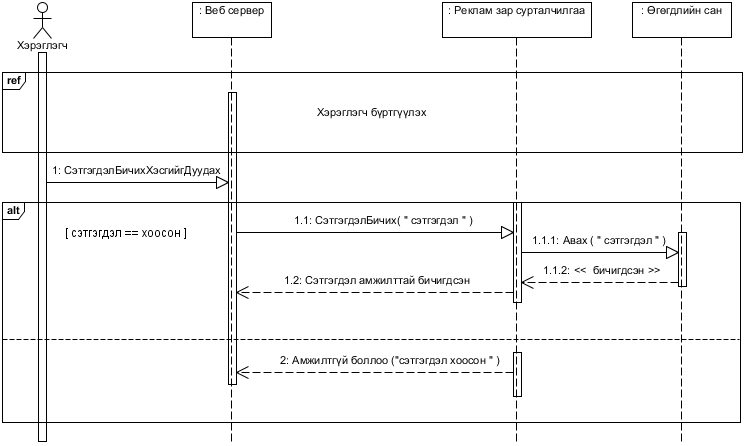 : Веб сервер
: Реклам зар сурталчилгаа
: Өгөгдлийн сан
Хэрэглэгч
ref
Хэрэглэгч бүртгүүлэх
1: СэтгэгдэлБичихХэсгийгДуудах
alt
[ сэтгэгдэл == хоосон ]
1.1: СэтгэгдэлБичих( " сэтгэгдэл " )
1.1.1: Авах ( " сэтгэгдэл " )
1.1.2: << бичигдсэн >>
1.2: Сэтгэгдэл амжилттай бичигдсэн
2: Амжилтгүй боллоо ("сэтгэгдэл хоосон " )